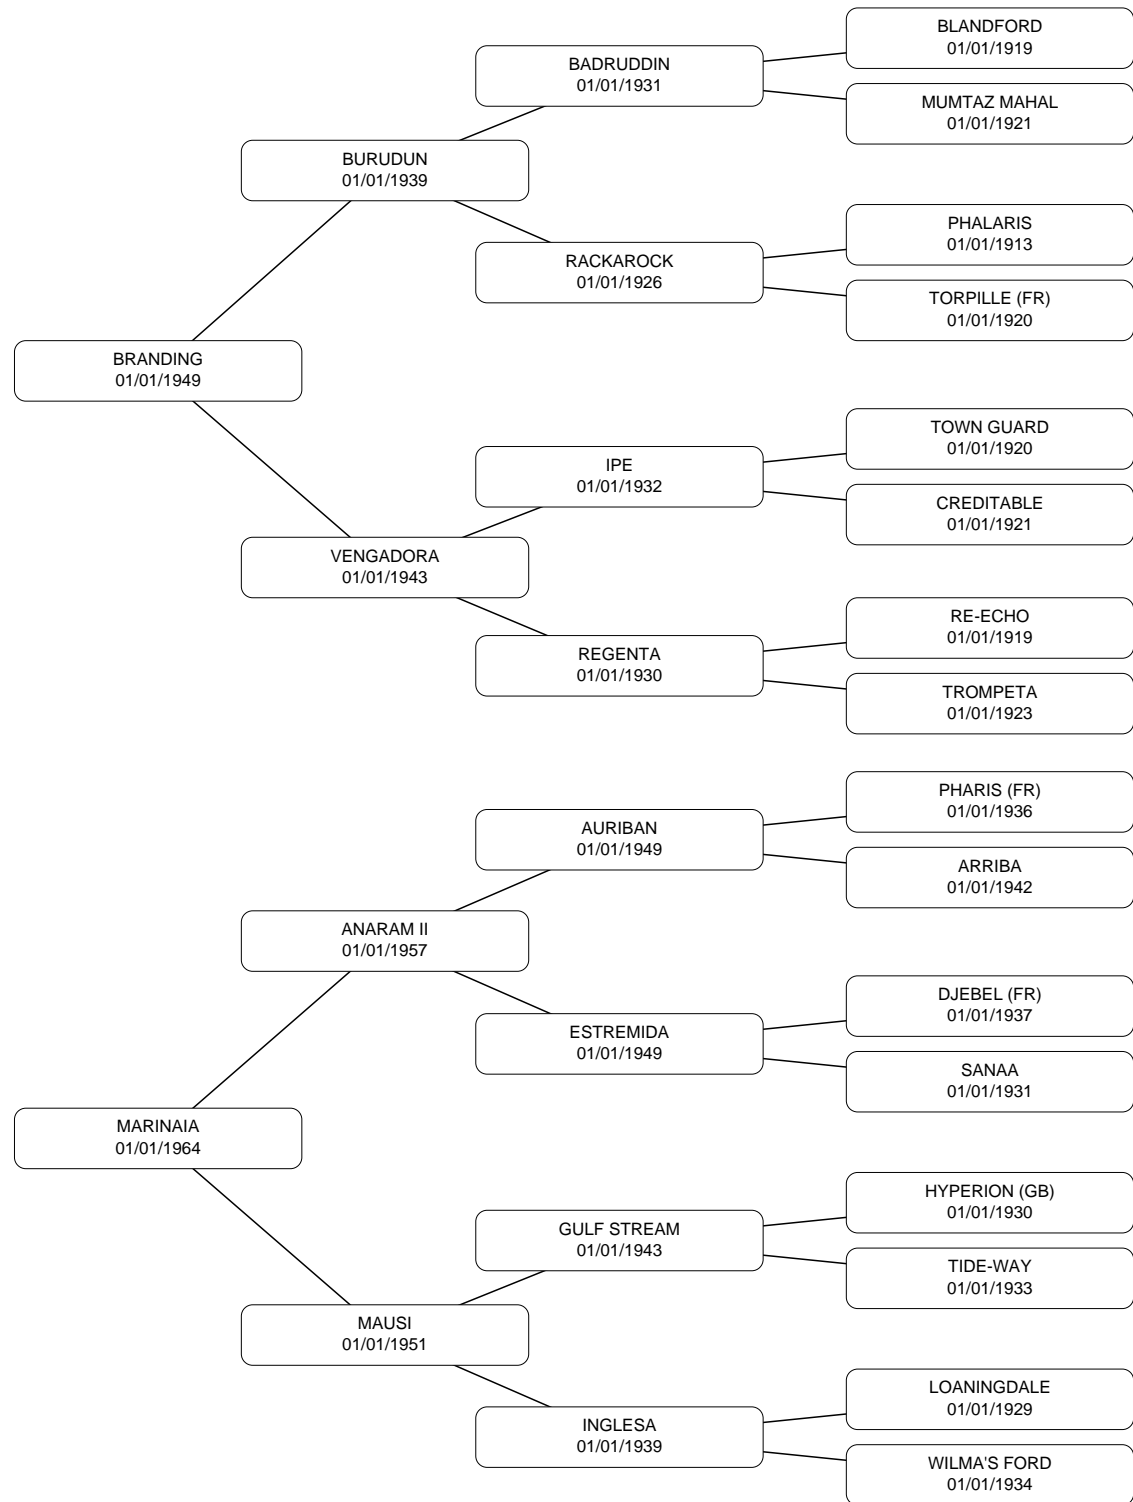 BLANDFORD
01/01/1919
BADRUDDIN
01/01/1931
MUMTAZ MAHAL
01/01/1921
BURUDUN
01/01/1939
PHALARIS
01/01/1913
RACKAROCK
01/01/1926
TORPILLE (FR)
01/01/1920
BRANDING
01/01/1949
TOWN GUARD
01/01/1920
IPE
01/01/1932
CREDITABLE
01/01/1921
VENGADORA
01/01/1943
RE-ECHO
01/01/1919
REGENTA
01/01/1930
TROMPETA
01/01/1923
PHARIS (FR)
01/01/1936
AURIBAN
01/01/1949
ARRIBA
01/01/1942
ANARAM II
01/01/1957
DJEBEL (FR)
01/01/1937
ESTREMIDA
01/01/1949
SANAA
01/01/1931
MARINAIA
01/01/1964
HYPERION (GB)
01/01/1930
GULF STREAM
01/01/1943
TIDE-WAY
01/01/1933
MAUSI
01/01/1951
LOANINGDALE
01/01/1929
INGLESA
01/01/1939
WILMA'S FORD
01/01/1934